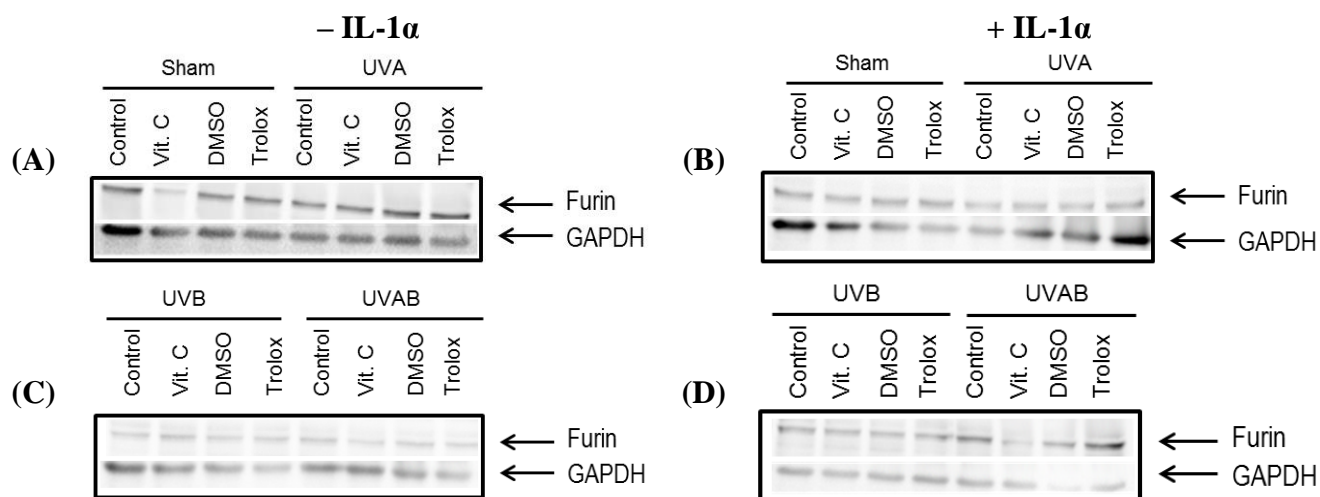 – IL-1α
Sham UVA
Control Vit. C DMSO Trolox Control Vit. C DMSO Trolox
(A)
Furin
GAPDH
+ IL-1α
Sham UVA
Control Vit. C DMSO Trolox Control Vit. C DMSO Trolox
(B)
Furin
GAPDH
UVB UVAB
Control Vit. C DMSO Trolox Control Vit. C DMSO Trolox
(C)
Furin
GAPDH
UVB UVAB
Control Vit. C DMSO Trolox Control Vit. C DMSO Trolox
(D)
Furin
GAPDH